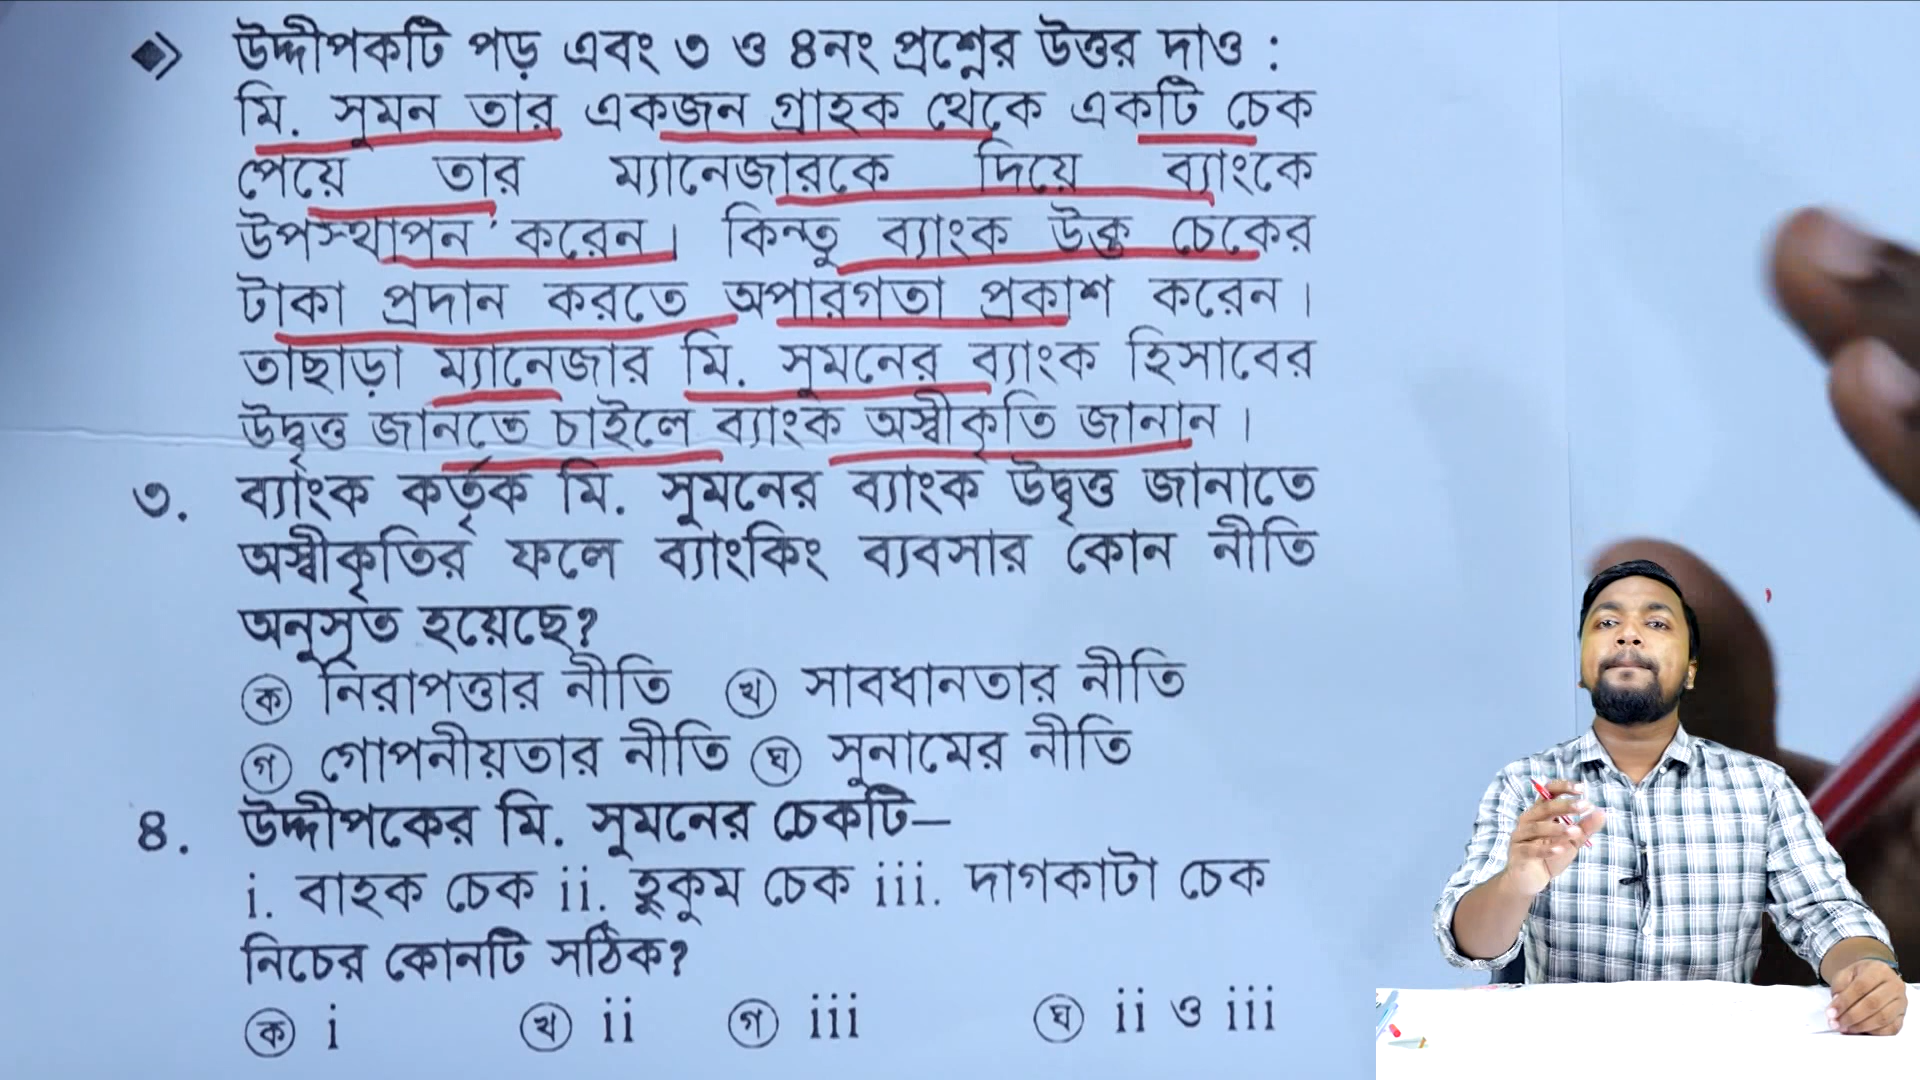 উদ্দীপকটি পড় এবং ৩ ও ৪নং প্রশ্নের উত্তর দাও :
মি. সুমন তার একজন গ্রাহক থেকে একটি চেক
পেয়ে তার ম্যানেজারকে দিয়ে ব্যাংকে
উপস্থাপন করেন। কিন্তু ব্যাংক উক্ত চেকের
টাকা প্রদান করতে অপারগতা প্রকাশ করেন।
তাছাড়া ম্যানেজার মি. সুমনের ব্যাংক হিসাবের
উদ্বৃত্ত জানতে চাইলে ব্যাংক অস্বীকৃতি জানান।
৩. ব্যাংক কর্তৃক মি. সুমনের ব্যাংক উদ্বৃত্ত জানাতে
অস্বীকৃতির ফলে ব্যাংকিং ব্যবসার কোন নীতি
অনুসৃত হয়েছে?
ক নিরাপত্তার নীতি খ সাবধানতার নীতি
গ গোপনীয়তার নীতি ঘ সুনামের নীতি
৪. উদ্দীপকের মি. সুমনের চেকটি—
i. বাহক চেক ii. হুকুম চেক iii. দাগকাটা চেক
নিচের কোনটি সঠিক?
ক i খ ii গ iii ঘ ii ও iii